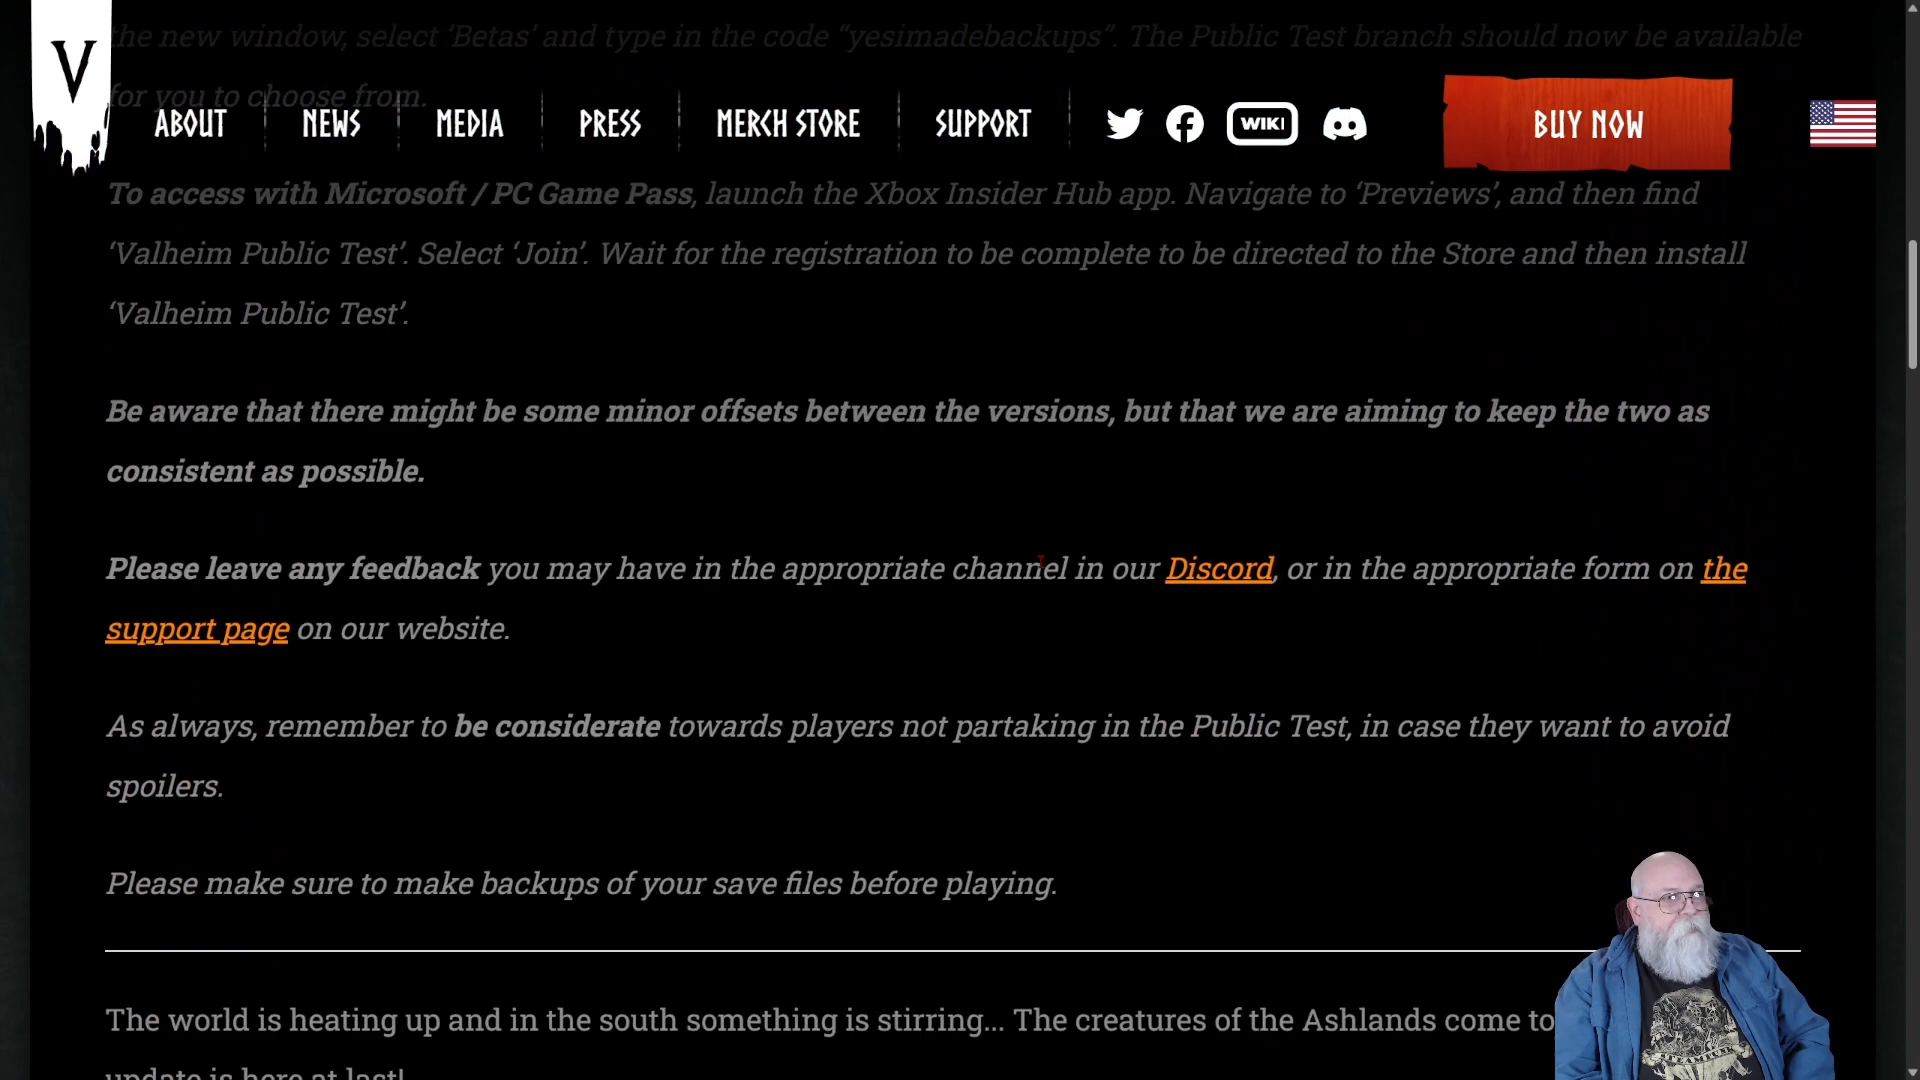 the new window, select ‘Betas’ and type in the code “yesimadebackups”. The Public Test branch should now be available
for you to choose from.
V
ABOUT
NEWS
MEDIA
PRESS
MERCH STORE
SUPPORT
WIKI
BUY NOW
To access with Microsoft / PC Game Pass, launch the Xbox Insider Hub app. Navigate to ‘Previews’, and then find
‘Valheim Public Test’. Select ‘Join’. Wait for the registration to be complete to be directed to the Store and then install
‘Valheim Public Test’.
Be aware that there might be some minor offsets between the versions, but that we are aiming to keep the two as
consistent as possible.
Please leave any feedback you may have in the appropriate channel in our Discord, or in the appropriate form on the
support page on our website.
As always, remember to be considerate towards players not partaking in the Public Test, in case they want to avoid
spoilers.
Please make sure to make backups of your save files before playing.
The world is heating up and in the south something is stirring... The creatures of the Ashlands come to
update is here at last!